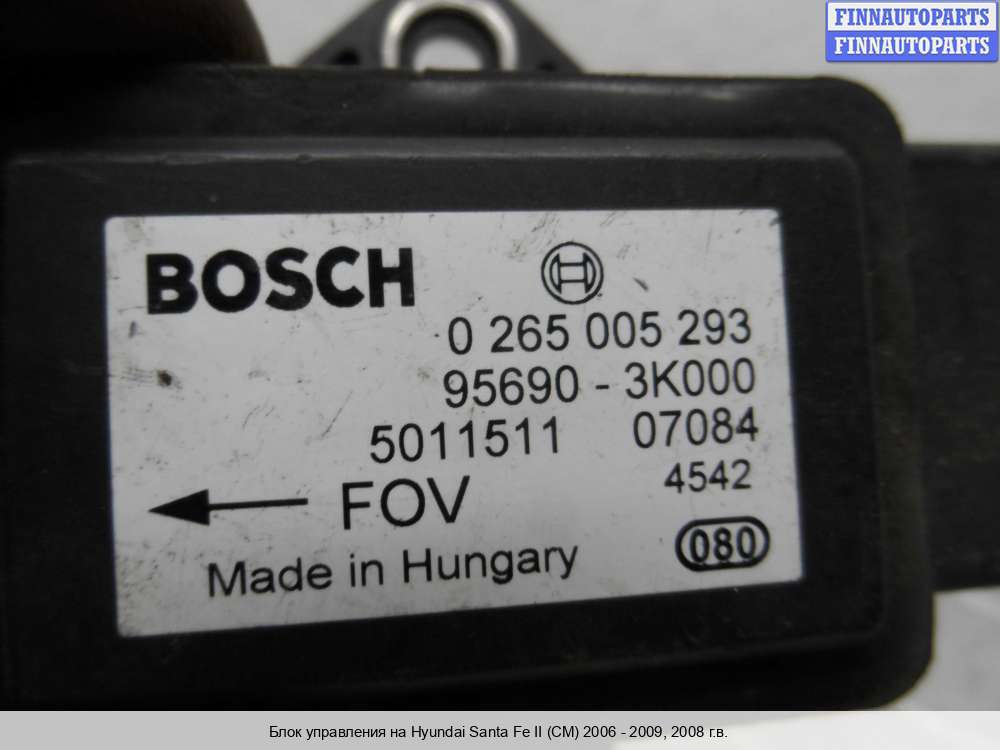 FINNAUTOPARTS
FINNAUTOPARTS
BOSCH
0 265 005 293
95690 - 3K000
5011511 07084
4542
FOV
080
Made in Hungary
Блок управления на Hyundai Santa Fe II (CM) 2006 - 2009, 2008 г.в.